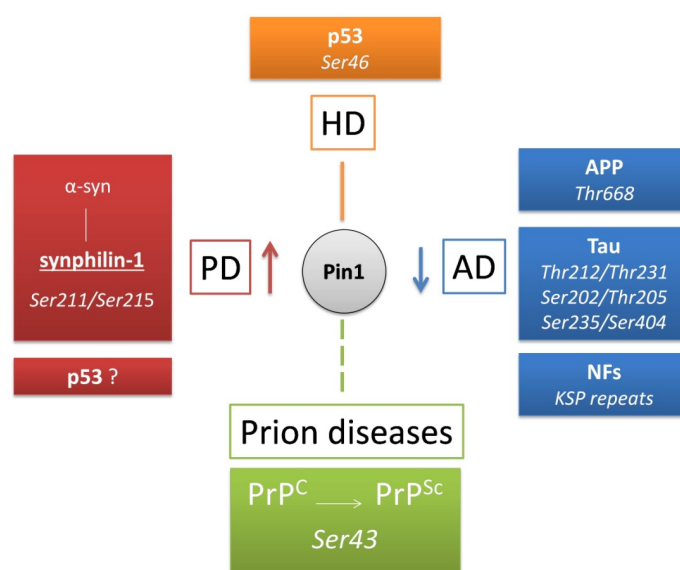 p53
Ser46
HD
α-syn
synphilin-1
Ser211/Ser215
p53 ?
PD
Pin1
AD
APP
Thr668
Tau
Thr212/Thr231
Ser202/Thr205
Ser235/Ser404
NFs
KSP repeats
Prion diseases
PrPC → PrPSc
Ser43